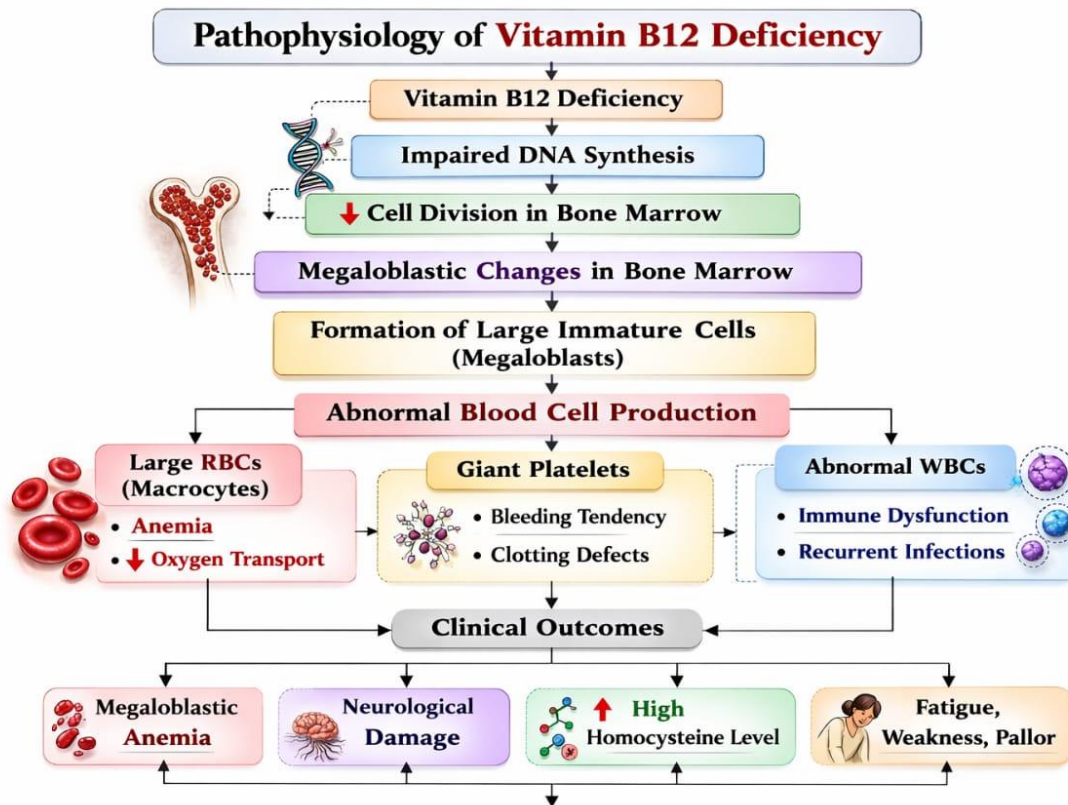 Pathophysiology of Vitamin B12 Deficiency
Vitamin B12 Deficiency
Impaired DNA Synthesis
Cell Division in Bone Marrow
Megaloblastic Changes in Bone Marrow
Formation of Large Immature Cells
(Megaloblasts)
Abnormal Blood Cell Production
Large RBCs
(Macrocytes)
• Anemia
• Oxygen Transport
Giant Platelets
• Bleeding Tendency
• Clotting Defects
Abnormal WBCs
• Immune Dysfunction
• Recurrent Infections
Clinical Outcomes
Megaloblastic
Anemia
Neurological
Damage
High
Homocysteine Level
Fatigue,
Weakness, Pallor